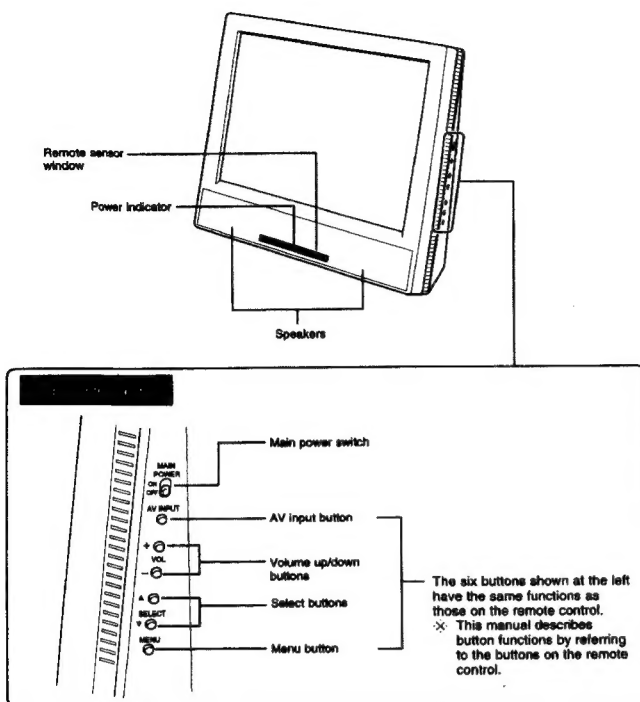 Remote sensor
window
Power indicator
Speakers
MAIN
POWER
ON
OFF
Main power switch
AV INPUT
AV input button
+
VOL
−
Volume up/down
buttons
▲
SELECT
▼
Select buttons
MENU
Menu button
The six buttons shown at the left
have the same functions as
those on the remote control.
※ This manual describes
button functions by referring
to the buttons on the remote
control.